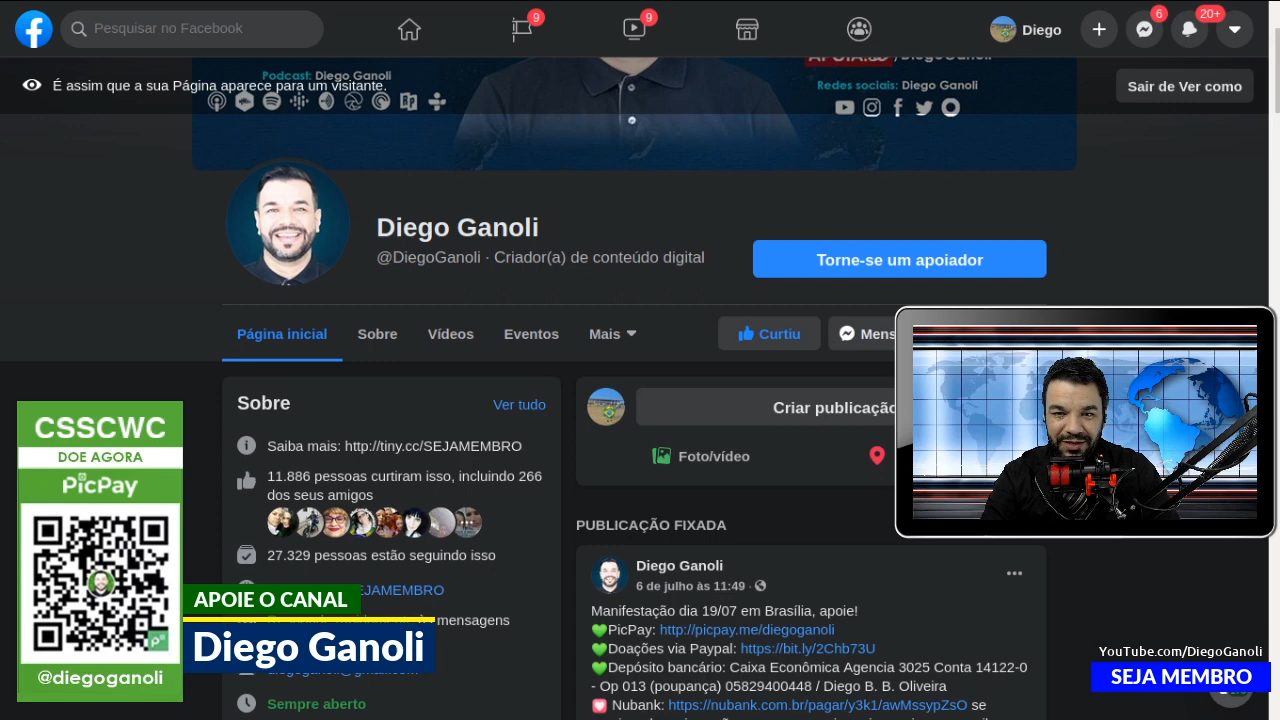 Pesquisar no Facebook
9
9
Diego
6
20+
Podcast: Diego Ganoli
/DiegoGanoli
Redes sociais: Diego Ganoli
É assim que a sua Página aparece para um visitante.
Sair de Ver como
Diego Ganoli
@DiegoGanoli · Criador(a) de conteúdo digital
Torne-se um apoiador
Página inicial
Sobre
Vídeos
Eventos
Mais
Curtiu
Mens
Sobre
Ver tudo
Saiba mais: http://tiny.cc/SEJAMEMBRO
11.886 pessoas curtiram isso, incluindo 266
dos seus amigos
27.329 pessoas estão seguindo isso
EJAMEMBRO
mensagens
Sempre aberto
Criar publicação
Foto/vídeo
PUBLICAÇÃO FIXADA
Diego Ganoli
6 de julho às 11:49 ·
Manifestação dia 19/07 em Brasília, apoie!
💚PicPay: http://picpay.me/diegoganoli
💚Doações via Paypal: https://bit.ly/2Chb73U
💚Depósito bancário: Caixa Econômica Agencia 3025 Conta 14122-0
- Op 013 (poupança) 05829400448 / Diego B. B. Oliveira
Nubank: https://nubank.com.br/pagar/y3k1/awMssypZsO se
CSSCWC
DOE AGORA
PicPay
@diegoganoli
APOIE O CANAL
Diego Ganoli
YouTube.com/DiegoGanoli
SEJA MEMBRO